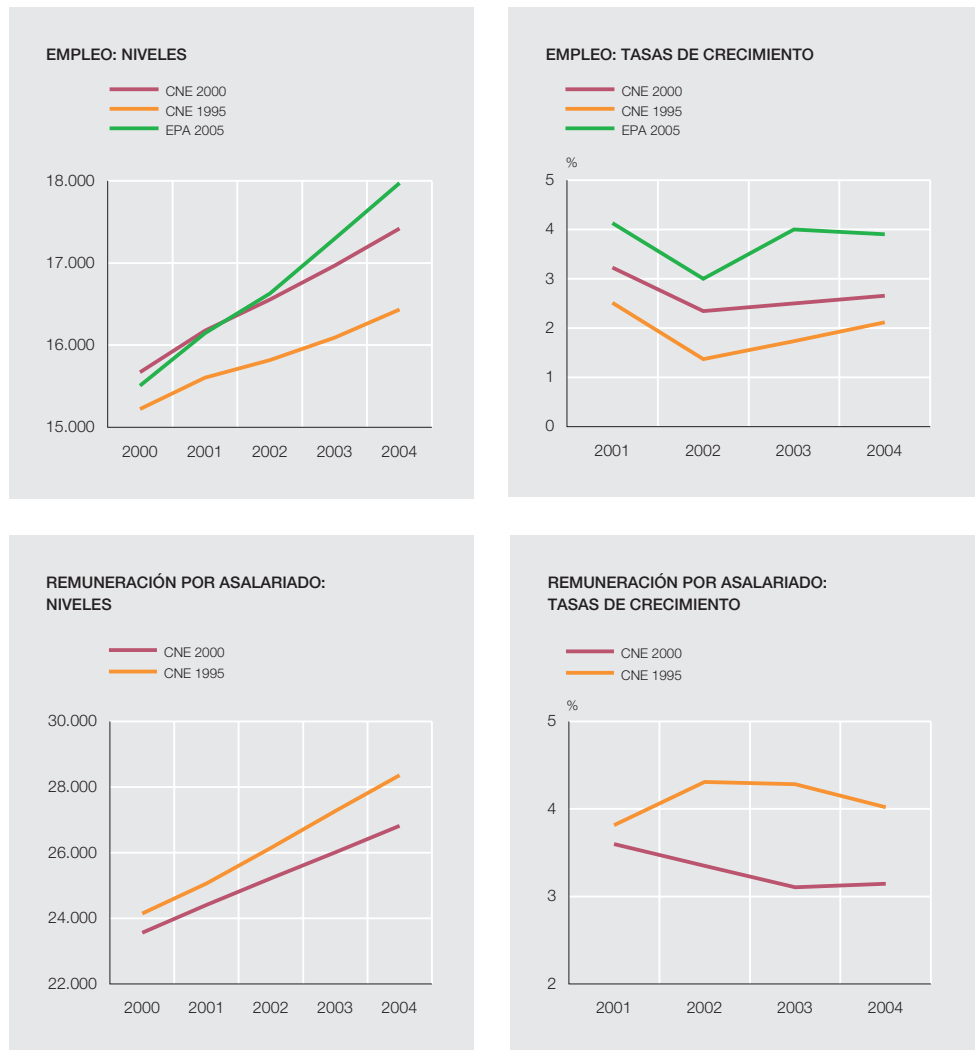 EMPLEO: NIVELES
CNE 2000
CNE 1995
EPA 2005
18.000
17.000
16.000
15.000
2000 2001 2002 2003 2004
EMPLEO: TASAS DE CRECIMIENTO
CNE 2000
CNE 1995
EPA 2005
%
5
4
3
2
1
0
2001 2002 2003 2004
REMUNERACIÓN POR ASALARIADO:
NIVELES
CNE 2000
CNE 1995
30.000
28.000
26.000
24.000
22.000
2000 2001 2002 2003 2004
REMUNERACIÓN POR ASALARIADO:
TASAS DE CRECIMIENTO
CNE 2000
CNE 1995
%
5
4
3
2
2001 2002 2003 2004